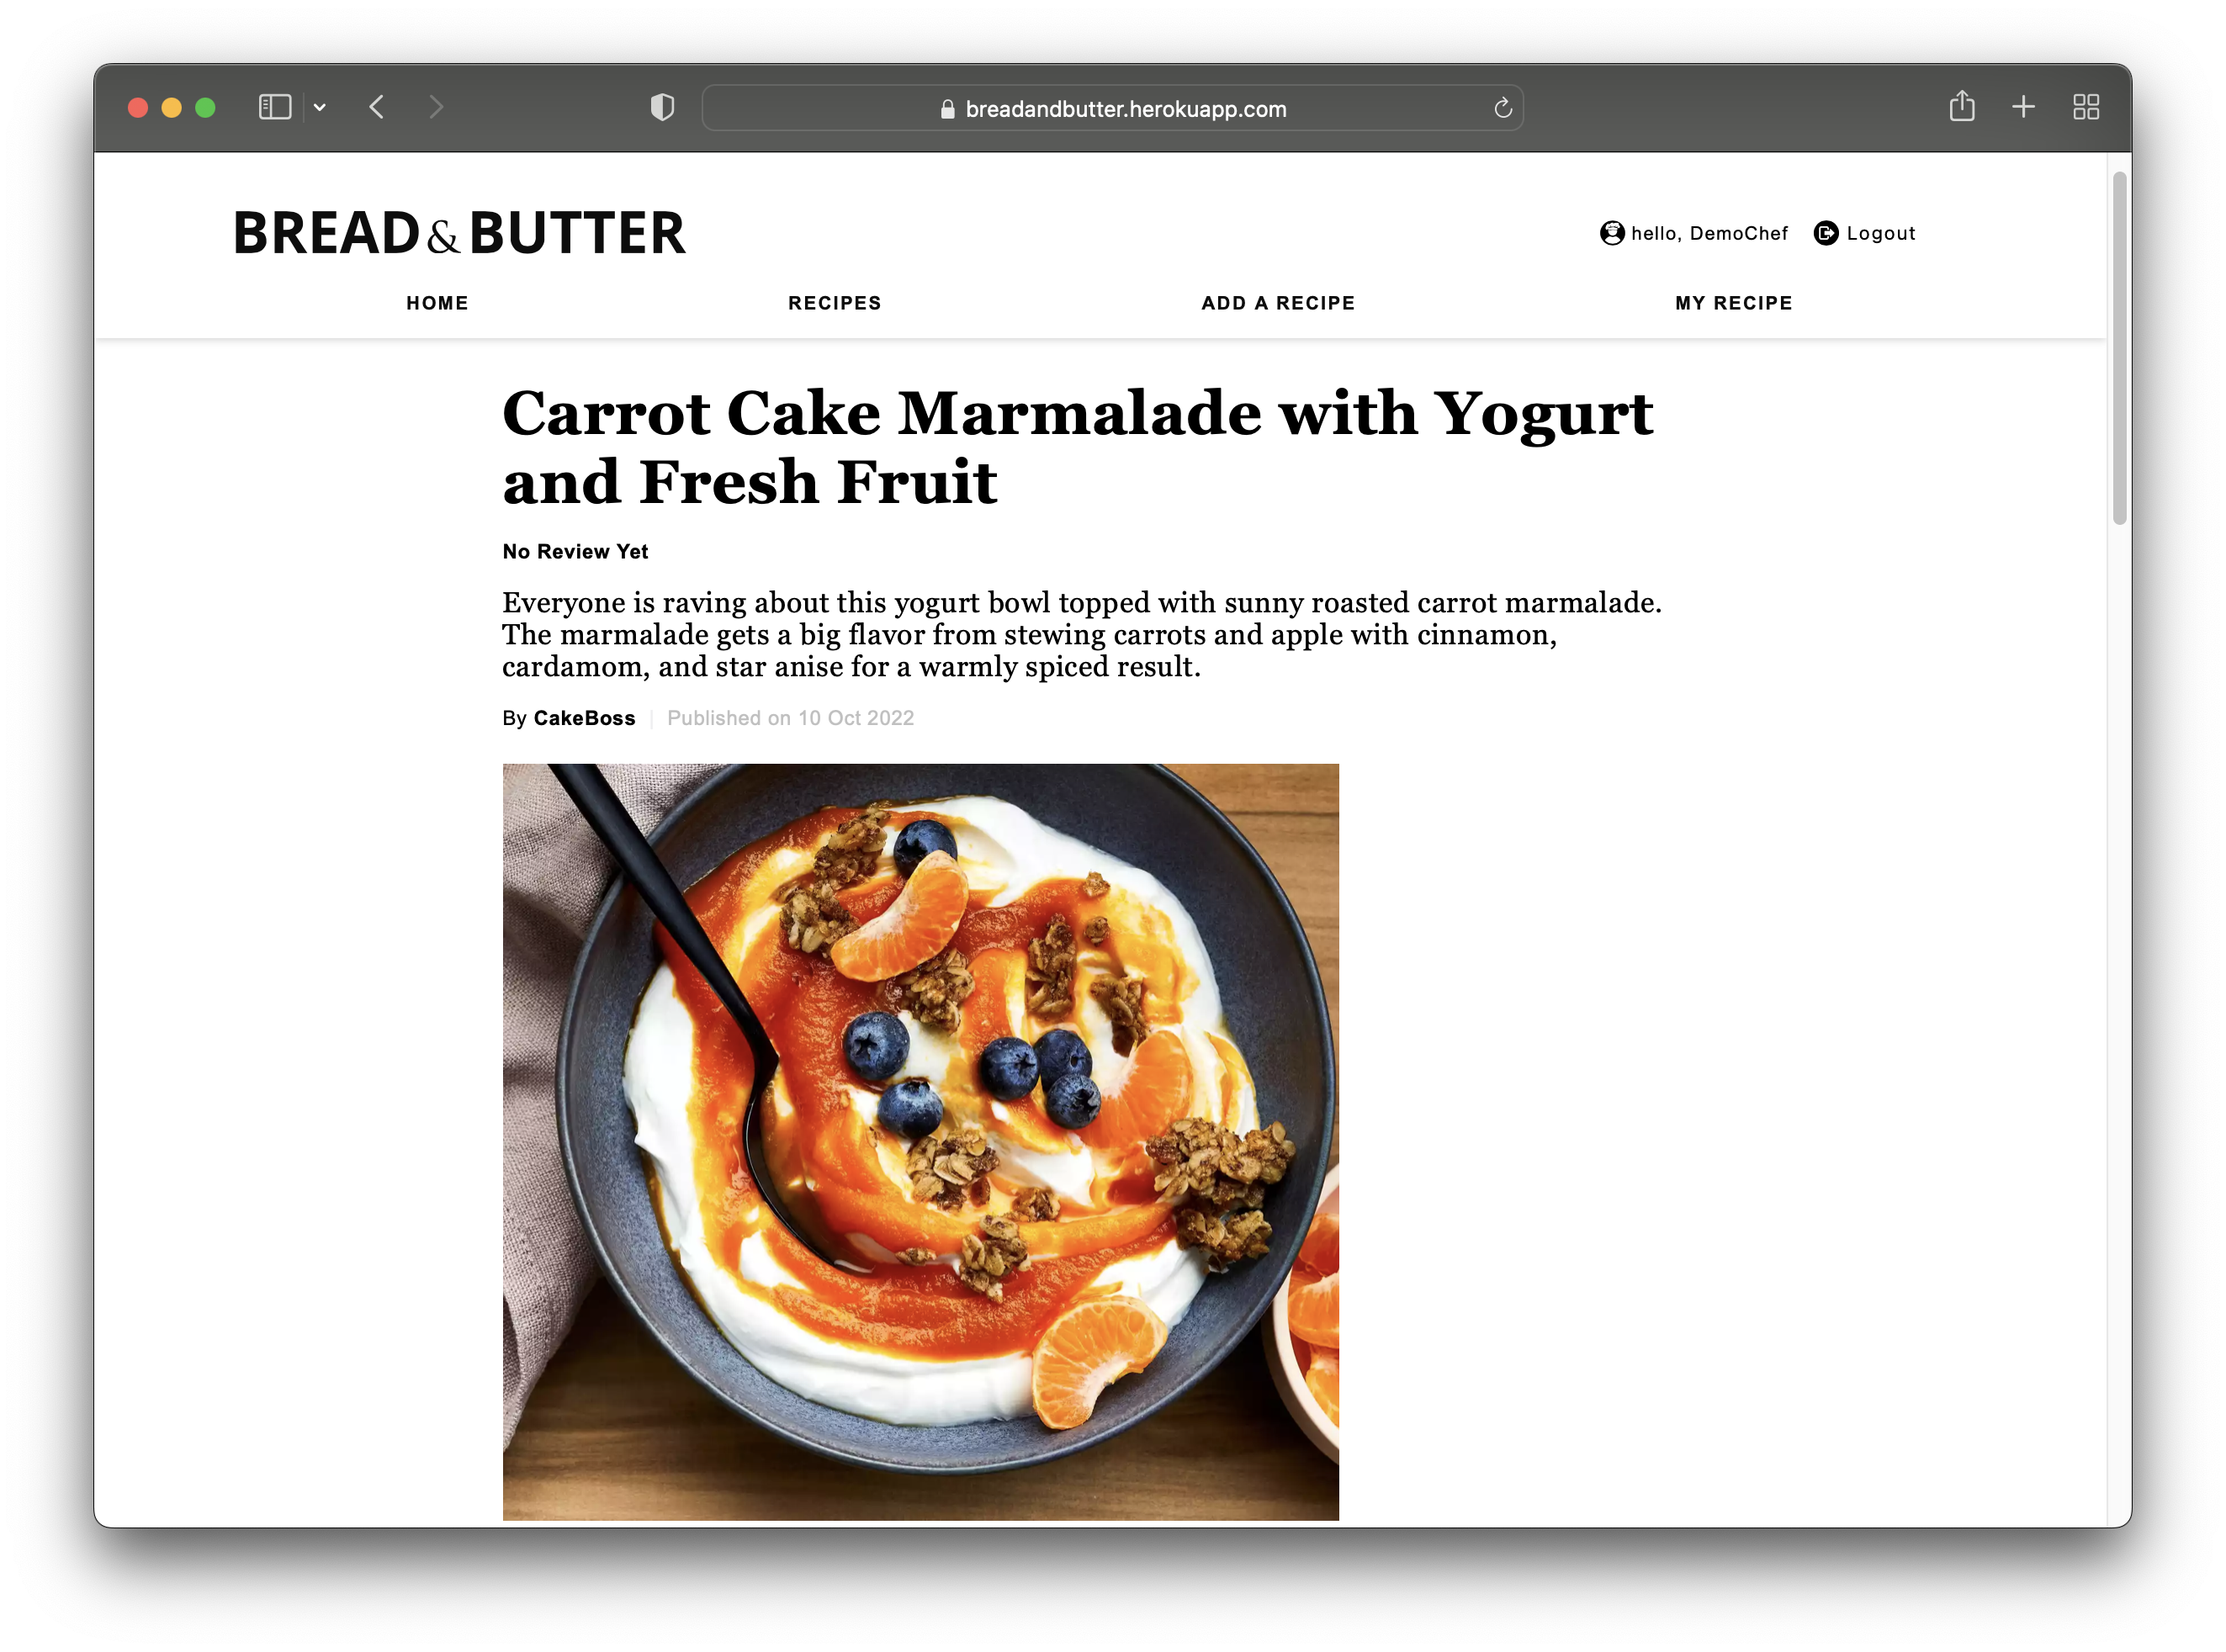 breadandbutter.herokuapp.com
BREAD & BUTTER
hello, DemoChef Logout
HOME RECIPES ADD A RECIPE MY RECIPE
Carrot Cake Marmalade with Yogurt
and Fresh Fruit
No Review Yet
Everyone is raving about this yogurt bowl topped with sunny roasted carrot marmalade.
The marmalade gets a big flavor from stewing carrots and apple with cinnamon,
cardamom, and star anise for a warmly spiced result.
By CakeBoss | Published on 10 Oct 2022